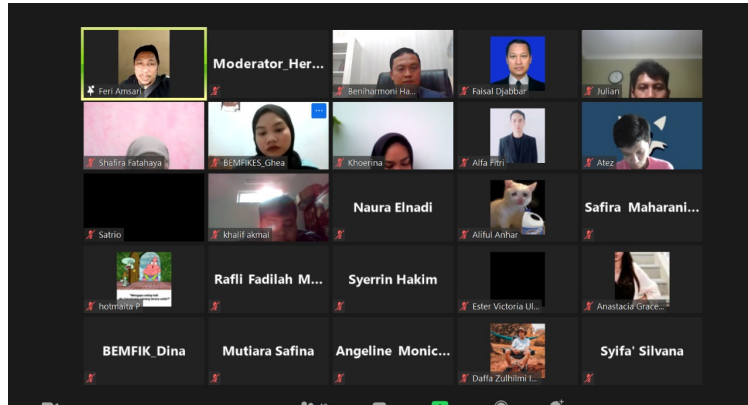 Feri Amsari
Moderator_Her...
Beniharmoni Ha...
Faisal Djabbar
Julian
Shafira Fatahaya
BEMFIKES_Ghea
Khoerina
Alfa Fitri
Atez
Satrio
khalif akmal
Naura Elnadi
Aliful Anhar
Safira Maharani...
hotmaita P
Rafli Fadilah M...
Syerrin Hakim
Ester Victoria Ul...
Anastacia Grace...
BEMFIK_Dina
Mutiara Safina
Angeline Monic...
Daffa Zulhilmi I...
Syifa' Silvana